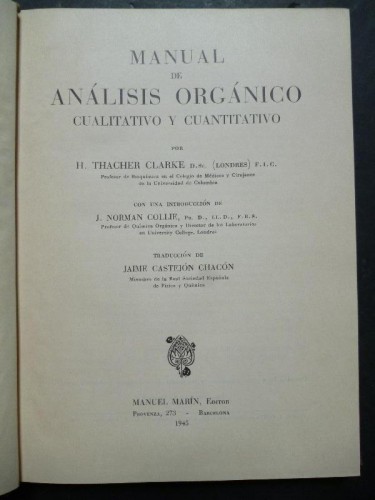 MANUAL
DE
ANÁLISIS ORGÁNICO
CUALITATIVO Y CUANTITATIVO
POR
H. THACHER CLARKE D. Sc. (LONDRES) F. I. C.
Profesor de Bioquímica en el Colegio de Médicos y Cirujanos
en la Universidad de Columbia
CON UNA INTRODUCCIÓN DE
J. NORMAN COLLIE, PH. D., LL. D., F. R. S.
Profesor de Química Orgánica y Director de los Laboratorios
en University College, Londres
TRADUCCIÓN DE
JAIME CASTEJÓN CHACÓN
Miembro de la Real Sociedad Española
de Física y Química
MANUEL MARÍN, EDITOR
PROVENZA, 273 - BARCELONA
1945